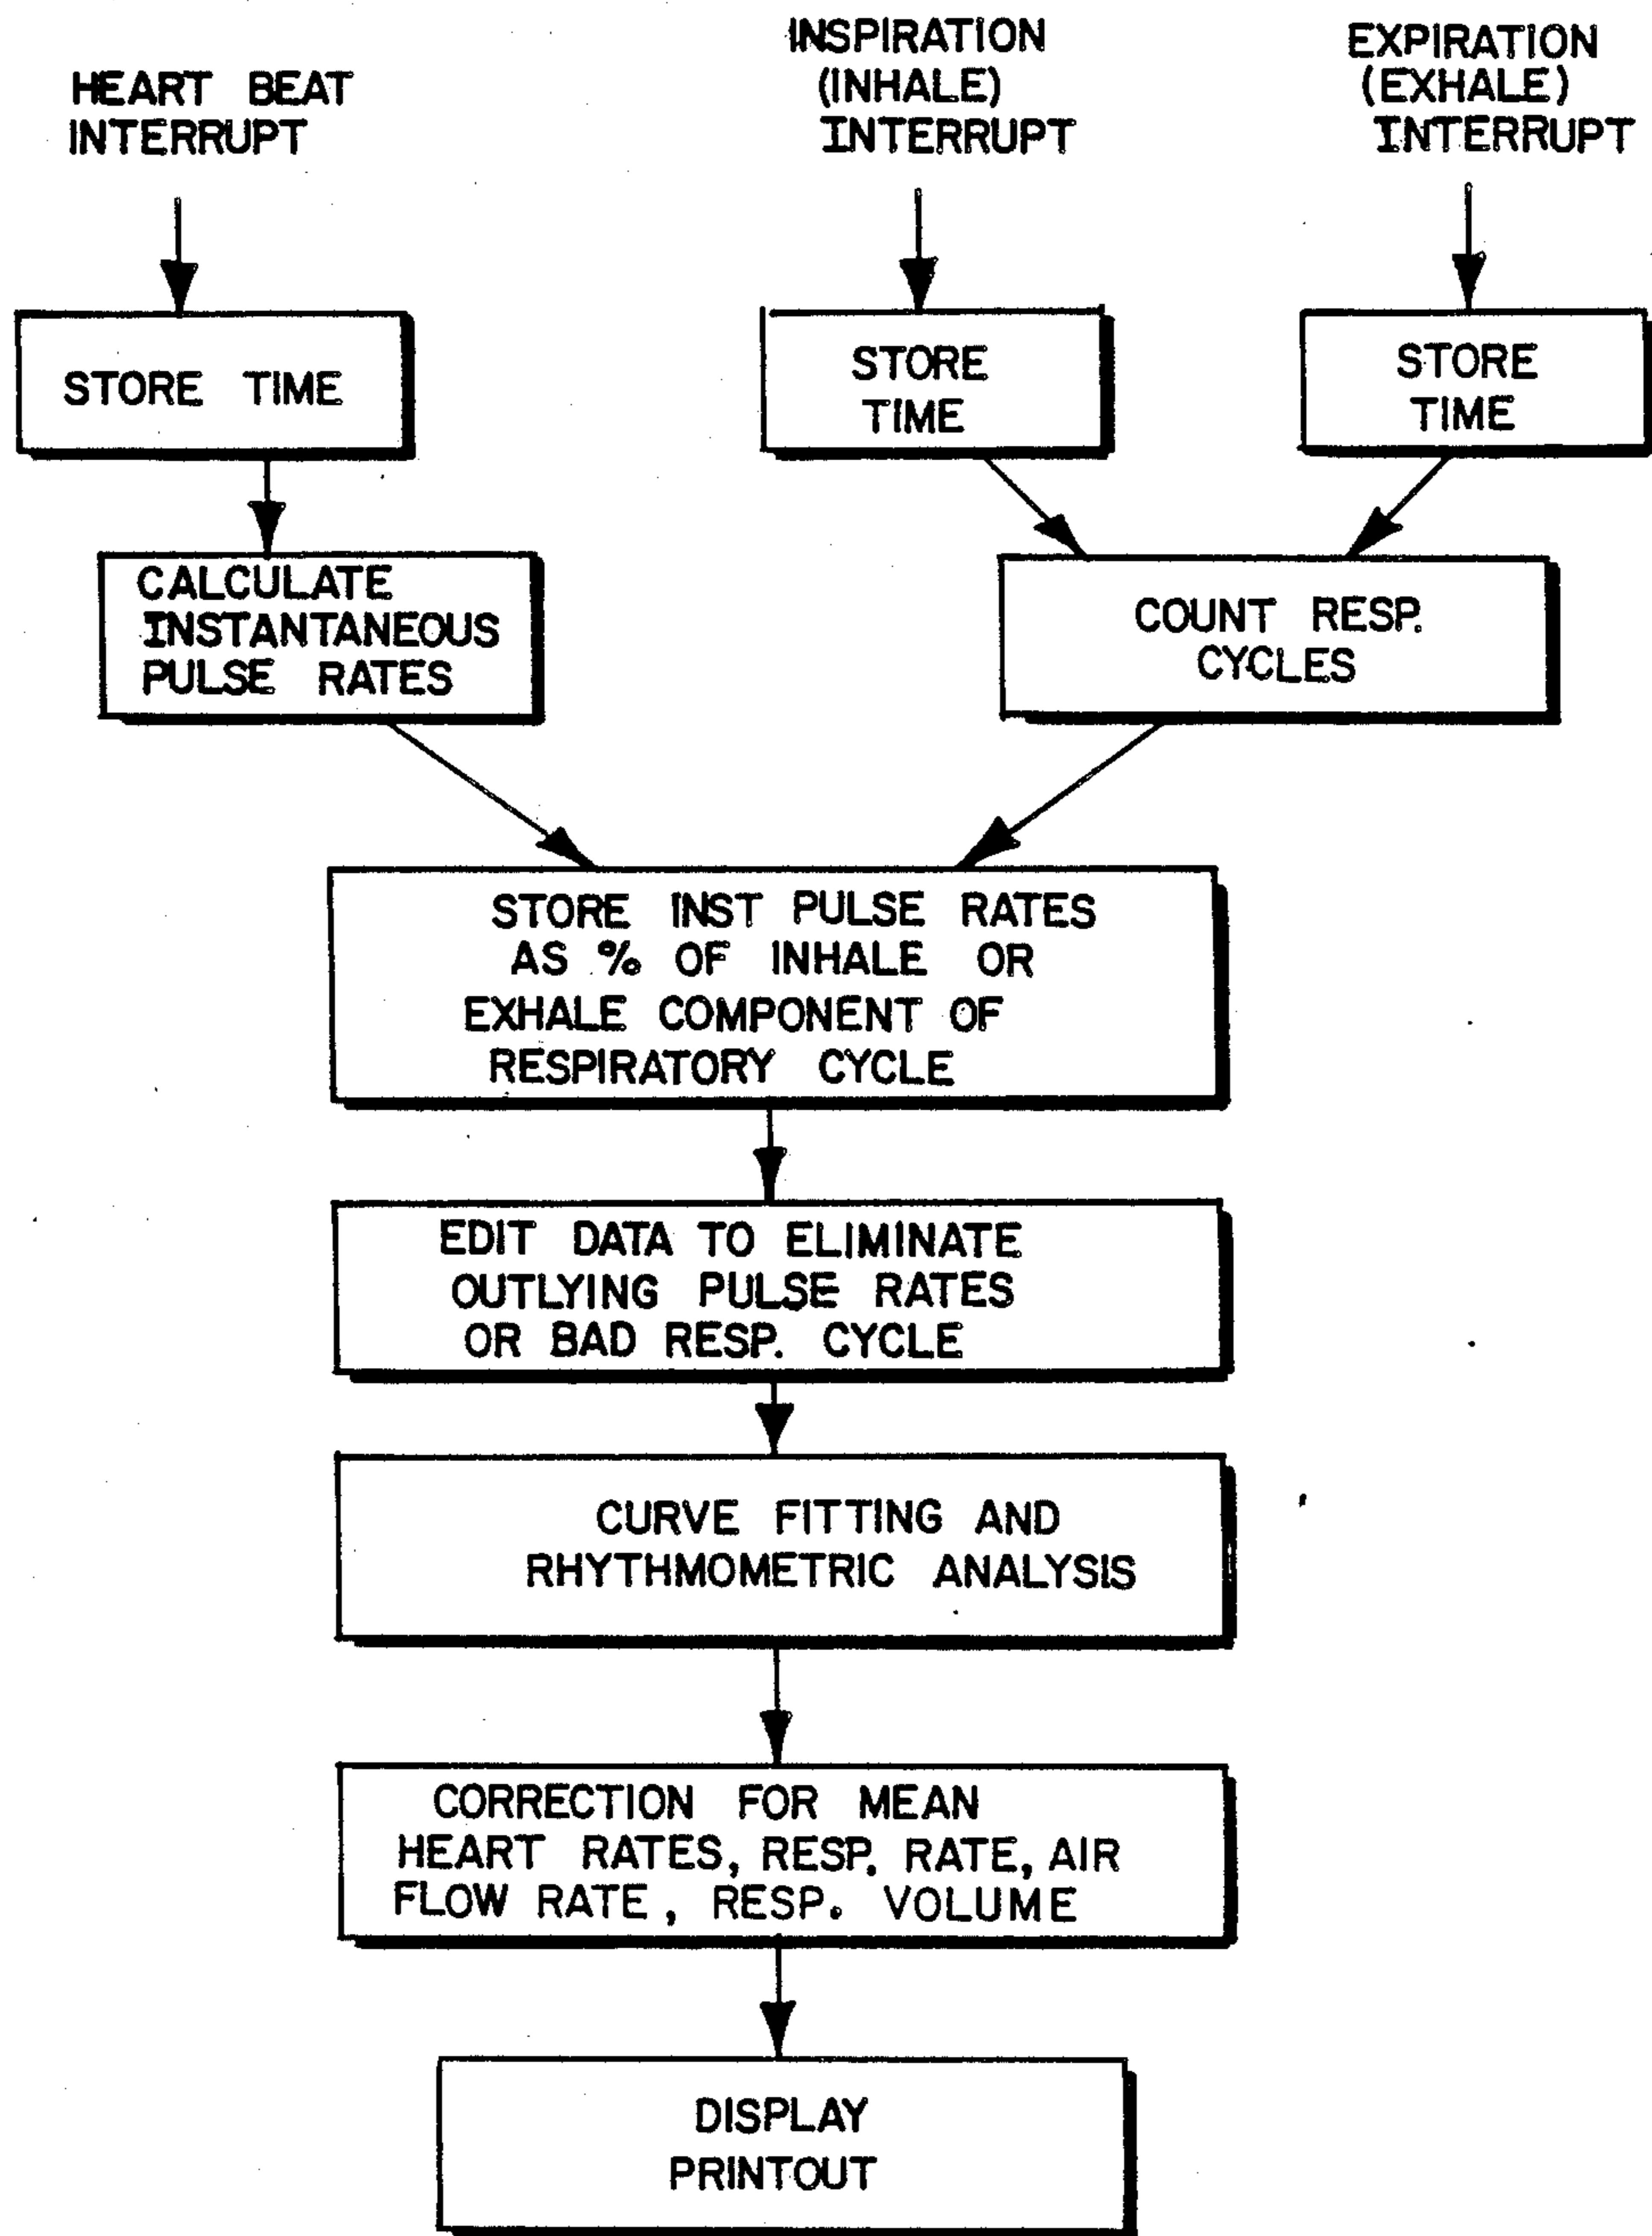 HEART BEAT
INTERRUPT
INSPIRATION
(INHALE)
INTERRUPT
EXPIRATION
(EXHALE)
INTERRUPT
STORE TIME
STORE
TIME
STORE
TIME
CALCULATE
INSTANTANEOUS
PULSE RATES
COUNT RESP.
CYCLES
STORE INST PULSE RATES
AS % OF INHALE OR
EXHALE COMPONENT OF
RESPIRATORY CYCLE
EDIT DATA TO ELIMINATE
OUTLYING PULSE RATES
OR BAD RESP. CYCLE
CURVE FITTING AND
RHYTHMOMETRIC ANALYSIS
CORRECTION FOR MEAN
HEART RATES, RESP. RATE, AIR
FLOW RATE, RESP. VOLUME
DISPLAY
PRINTOUT